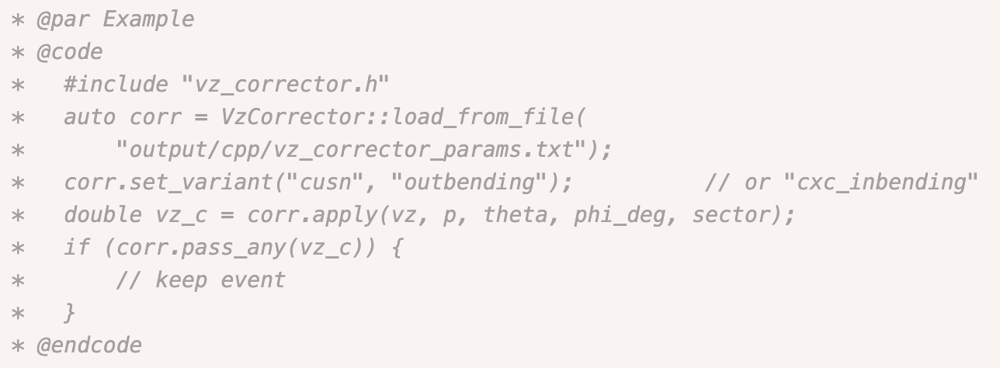 * @par Example
* @code
*   #include "vz_corrector.h"
*   auto corr = VzCorrector::load_from_file(
*       "output/cpp/vz_corrector_params.txt");
*   corr.set_variant("cusn", "outbending");          // or "cxc_inbending"
*   double vz_c = corr.apply(vz, p, theta, phi_deg, sector);
*   if (corr.pass_any(vz_c)) {
*       // keep event
*   }
* @endcode